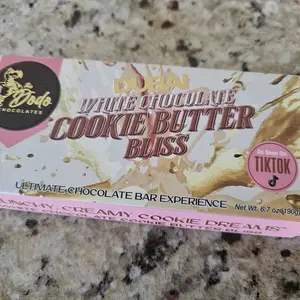 Dodo
CHOCOLATES
DUBAI
WHITE CHOCOLATE
COOKIE BUTTER
BLISS
As Seen On
TIKTOK
ULTIMATE CHOCOLATE BAR EXPERIENCE
Net Wt. 6.7 oz (190g)
CREAMY COOKIE DREAMS